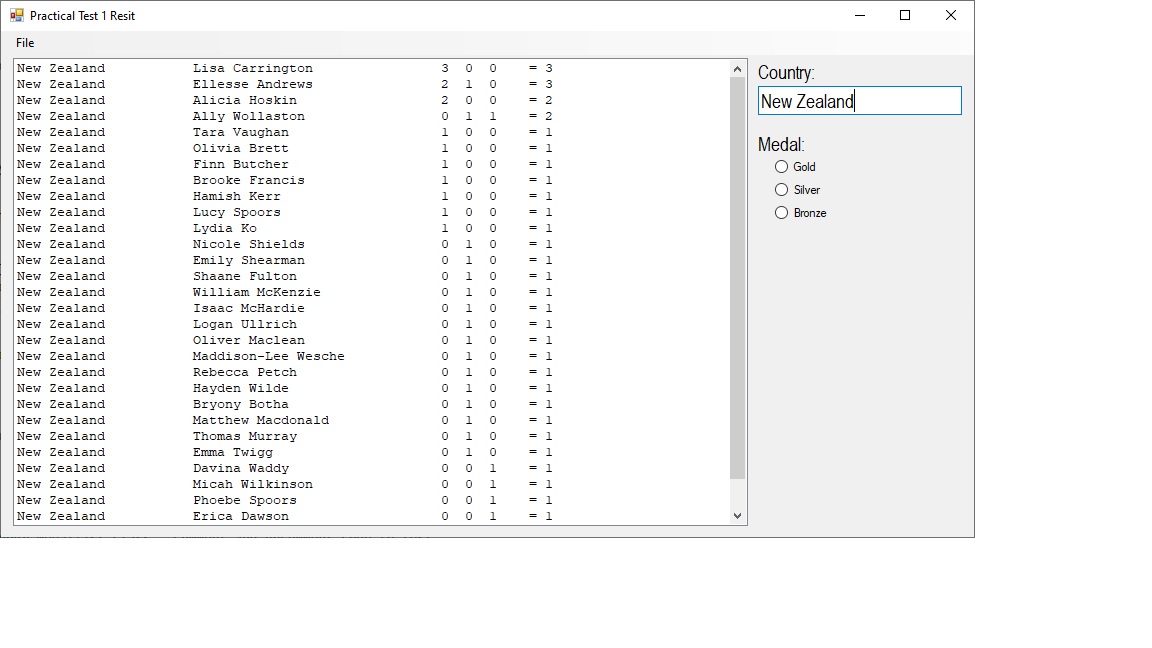 Practical Test 1 Resit
File
New Zealand Lisa Carrington 3 0 0 = 3
New Zealand Ellesse Andrews 2 1 0 = 3
New Zealand Alicia Hoskin 2 0 0 = 2
New Zealand Ally Wollaston 0 1 1 = 2
New Zealand Tara Vaughan 1 0 0 = 1
New Zealand Olivia Brett 1 0 0 = 1
New Zealand Finn Butcher 1 0 0 = 1
New Zealand Brooke Francis 1 0 0 = 1
New Zealand Hamish Kerr 1 0 0 = 1
New Zealand Lucy Spoors 1 0 0 = 1
New Zealand Lydia Ko 1 0 0 = 1
New Zealand Nicole Shields 0 1 0 = 1
New Zealand Emily Shearman 0 1 0 = 1
New Zealand Shaane Fulton 0 1 0 = 1
New Zealand William McKenzie 0 1 0 = 1
New Zealand Isaac McHardie 0 1 0 = 1
New Zealand Logan Ullrich 0 1 0 = 1
New Zealand Oliver Maclean 0 1 0 = 1
New Zealand Maddison-Lee Wesche 0 1 0 = 1
New Zealand Rebecca Petch 0 1 0 = 1
New Zealand Hayden Wilde 0 1 0 = 1
New Zealand Bryony Botha 0 1 0 = 1
New Zealand Matthew Macdonald 0 1 0 = 1
New Zealand Thomas Murray 0 1 0 = 1
New Zealand Emma Twigg 0 1 0 = 1
New Zealand Davina Waddy 0 0 1 = 1
New Zealand Micah Wilkinson 0 0 1 = 1
New Zealand Phoebe Spoors 0 0 1 = 1
New Zealand Erica Dawson 0 0 1 = 1
Country:
New Zealand
Medal:
Gold
Silver
Bronze